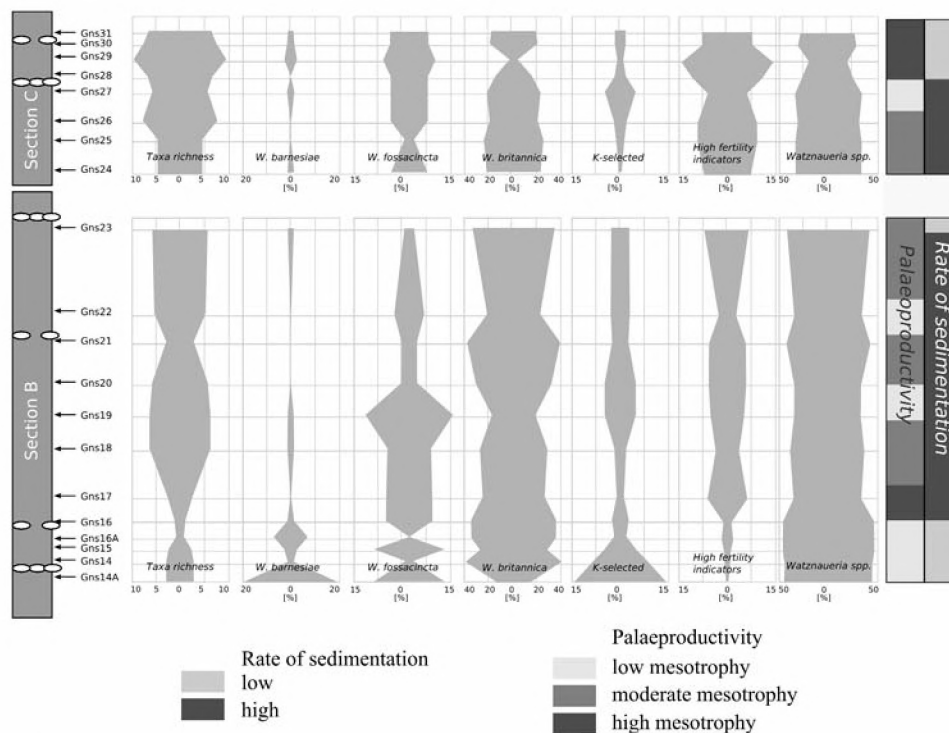 Section C
Gns31
Gns30
Gns29
Gns28
Gns27
Gns26
Gns25
Gns24
Taxa richness
W. barnesiae
W. fossacincta
W. britannica
K-selected
High fertility
indicators
Watznaueria spp.
10 5 0 5 10
20 0 20
[%]
15 0 15
[%]
40 20 0 20 40
[%]
15 0 15
[%]
15 0 15
[%]
50 0 50
[%]
Section B
Gns23
Gns22
Gns21
Gns20
Gns19
Gns18
Gns17
Gns16
Gns16A
Gns15
Gns14
Gns14A
Taxa richness
W. barnesiae
W. fossacincta
W. britannica
K-selected
High fertility
indicators
Watznaueria spp.
10 5 0 5 10
20 0 20
[%]
15 0 15
[%]
40 20 0 20 40
[%]
15 0 15
[%]
15 0 15
[%]
50 0 50
[%]
Palaeoproductivity
Rate of sedimentation
Rate of sedimentation
low
high
Palaeproductivity
low mesotrophy
moderate mesotrophy
high mesotrophy